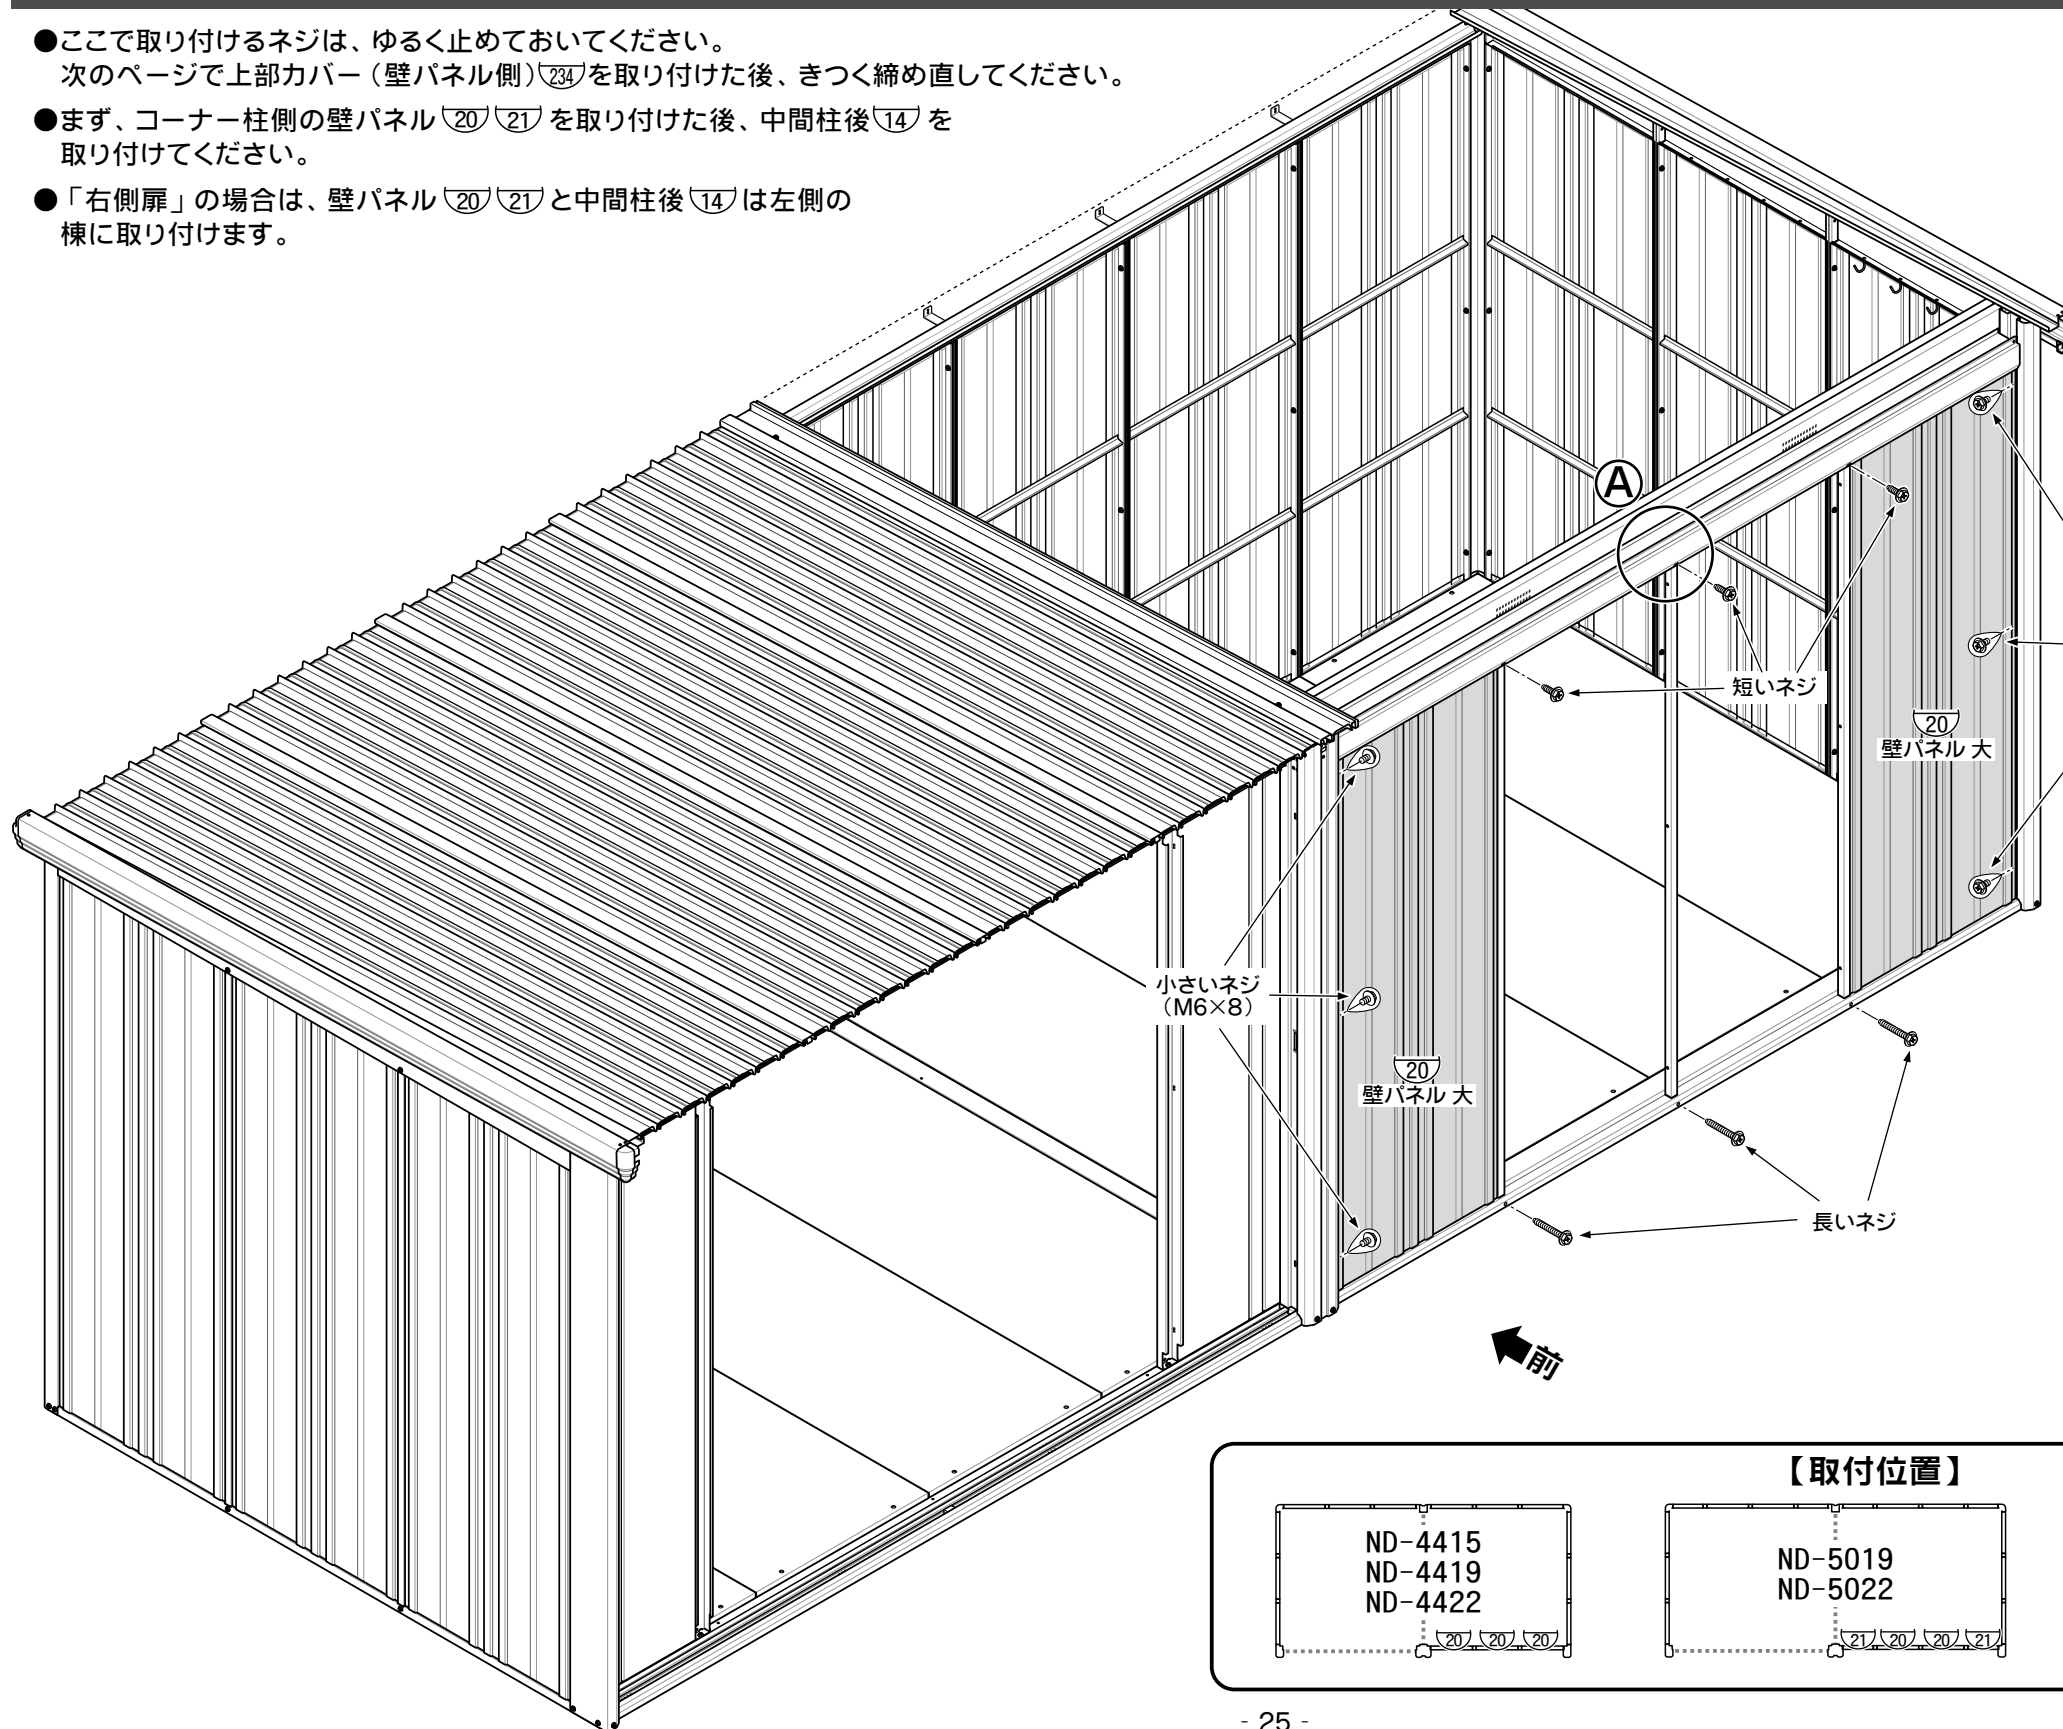 ●ここで取り付けるネジは、ゆるく止めておいてください。
次のページで上部カバー（壁パネル側）234を取り付けた後、きつく締め直してください。
●まず、コーナー柱側の壁パネル 20 21 を取り付けた後、中間柱後 14 を
取り付けてください。
●「右側扉」の場合は、壁パネル 20 21 と中間柱後 14 は左側の
棟に取り付けます。
A
短いネジ
20
壁パネル 大
小さいネジ
（M6×8）
20
壁パネル 大
長いネジ
前
【取付位置】
ND-4415
ND-4419
ND-4422
20 20 20
ND-5019
ND-5022
21 20 20 21
- 25 -